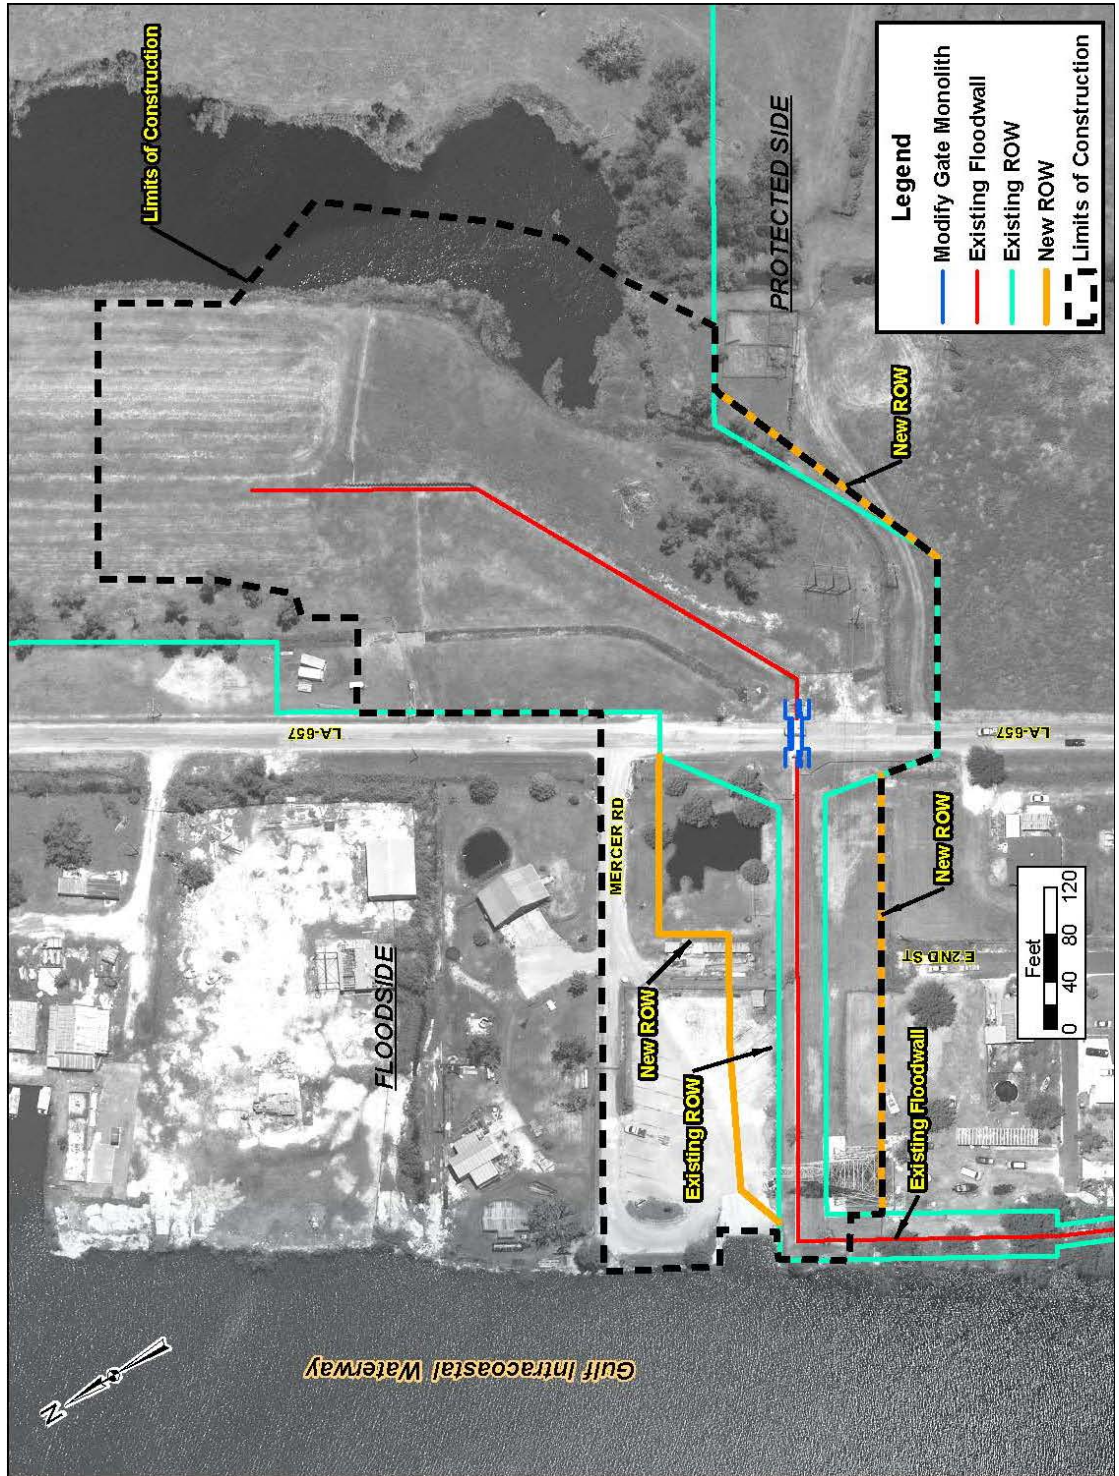 Limits of Construction
PROTECTED SIDE
Legend
Modify Gate Monolith
Existing Floodwall
Existing ROW
New ROW
Limits of Construction
New ROW
LA-657
LA-657
MERCER RD
New ROW
FLOODSIDE
New ROW
Existing ROW
E 2ND ST
Existing Floodwall
Feet
0 40 80 120
Gulf Intracoastal Waterway
N